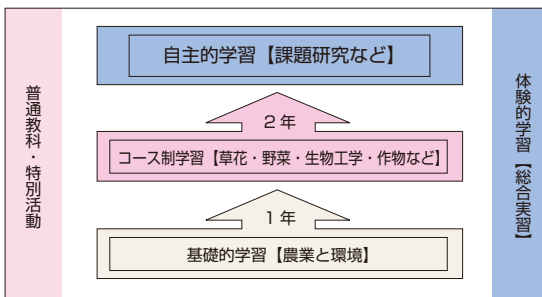 普通教科・特別活動
自主的学習【課題研究など】
2年
コース制学習【草花・野菜・生物工学・作物など】
1年
基礎的学習【農業と環境】
体験的学習【総合実習】